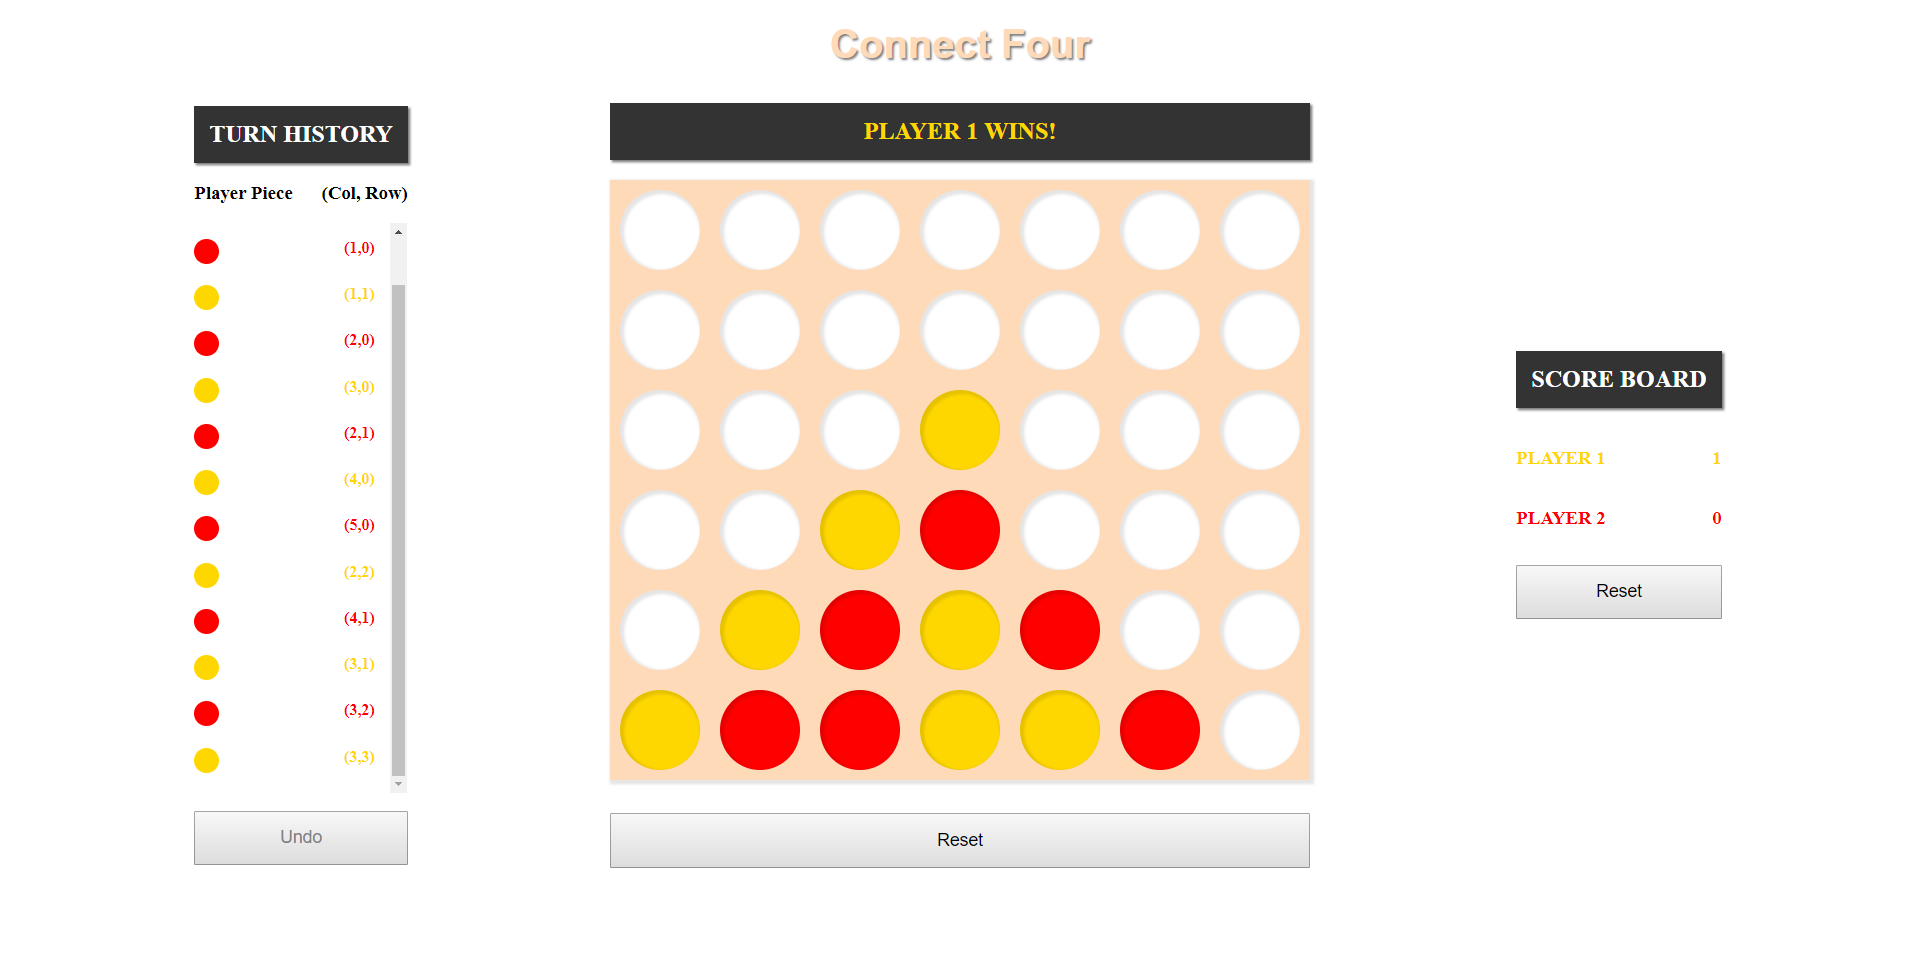 Connect Four
TURN HISTORY
Player Piece (Col, Row)
(1,0)
(1,1)
(2,0)
(3,0)
(2,1)
(4,0)
(5,0)
(2,2)
(4,1)
(3,1)
(3,2)
(3,3)
Undo
PLAYER 1 WINS!
Reset
SCORE BOARD
PLAYER 1 1
PLAYER 2 0
Reset